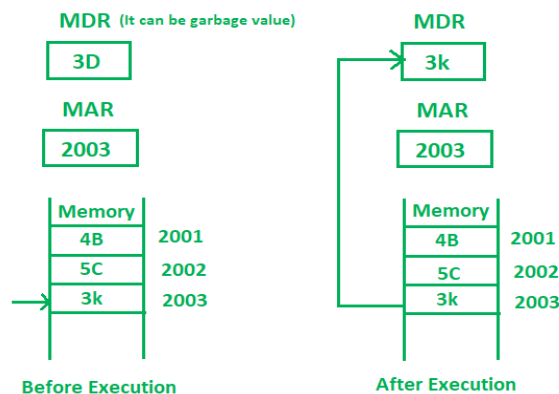 MDR (It can be garbage value)
3D
MAR
2003
Memory
4B 2001
5C 2002
3k 2003
Before Execution
MDR
3k
MAR
2003
Memory
4B 2001
5C 2002
3k 2003
After Execution